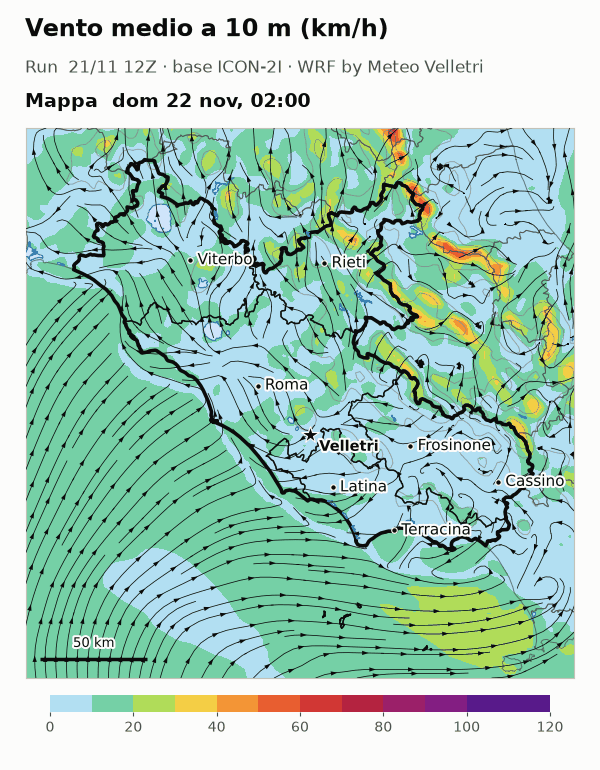 Vento medio a 10 m (km/h)
Run  21/11 12Z · base ICON-2I · WRF by Meteo Velletri
Mappa  dom 22 nov, 02:00
Viterbo
Rieti
Roma
Velletri
Frosinone
Cassino
Latina
Terracina
50 km
0 20 40 60 80 100 120